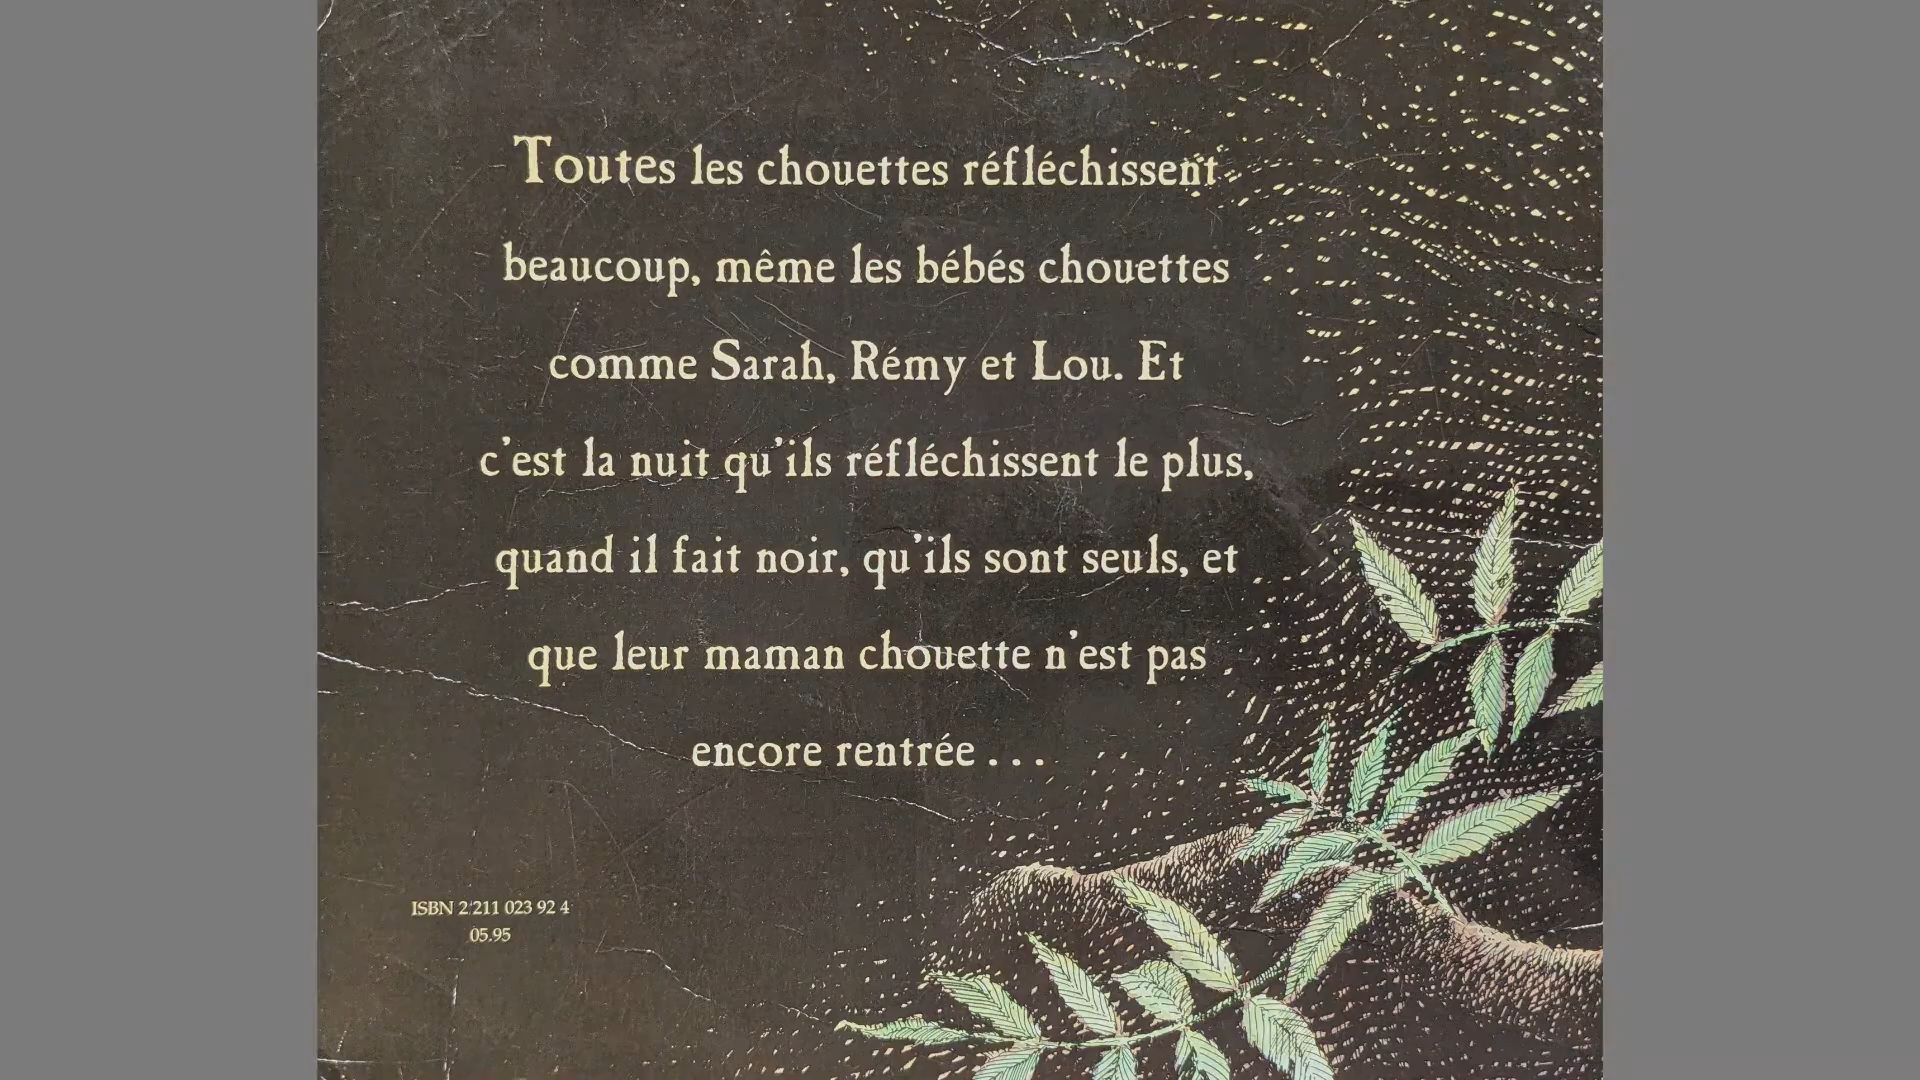 Toutes les chouettes réfléchissent
beaucoup, même les bébés chouettes
comme Sarah, Rémy et Lou. Et
c'est la nuit qu'ils réfléchissent le plus,
quand il fait noir, qu'ils sont seuls, et
que leur maman chouette n'est pas
encore rentrée . . .
ISBN 2 211 023 92 4
05.95